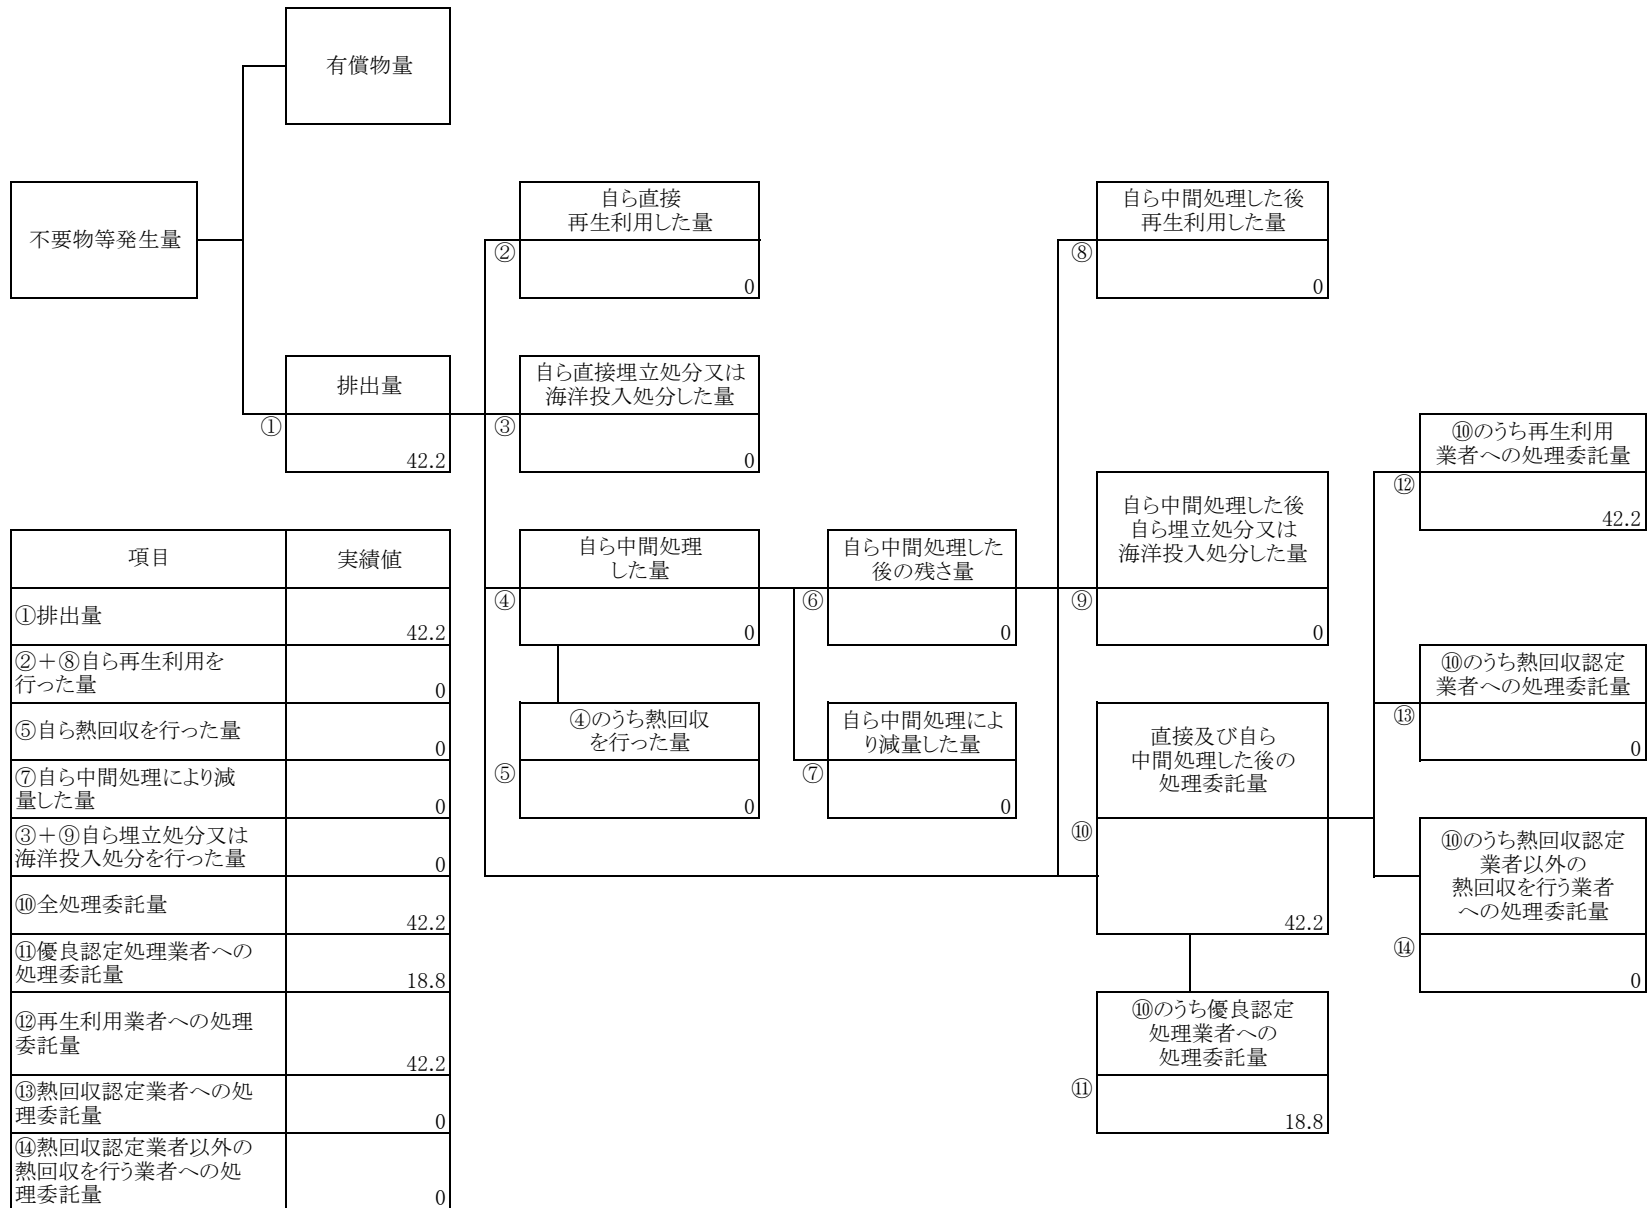 有償物量
不要物等発生量
自ら直接
再生利用した量
②
0
自ら中間処理した後
再生利用した量
⑧
0
排出量
①
42.2
自ら直接埋立処分又は
海洋投入処分した量
③
0
⑩のうち再生利用
業者への処理委託量
⑫
42.2
自ら中間処理した後
自ら埋立処分又は
海洋投入処分した量
⑨
0
自ら中間処理
した量
④
0
自ら中間処理した
後の残さ量
⑥
0
⑩のうち熱回収認定
業者への処理委託量
⑬
0
④のうち熱回収
を行った量
⑤
0
自ら中間処理によ
り減量した量
⑦
0
直接及び自ら
中間処理した後の
処理委託量
⑩
42.2
⑩のうち熱回収認定
業者以外の
熱回収を行う業者
への処理委託量
⑭
0
⑩のうち優良認定
処理業者への
処理委託量
⑪
18.8
項目 実績値
①排出量
42.2
②+⑧自ら再生利用を
行った量 0
⑤自ら熱回収を行った量
0
⑦自ら中間処理により減
量した量 0
③+⑨自ら埋立処分又は
海洋投入処分を行った量 0
⑩全処理委託量
42.2
⑪優良認定処理業者への
処理委託量 18.8
⑫再生利用業者への処理
委託量
42.2
⑬熱回収認定業者への処
理委託量 0
⑭熱回収認定業者以外の
熱回収を行う業者への処
理委託量 0